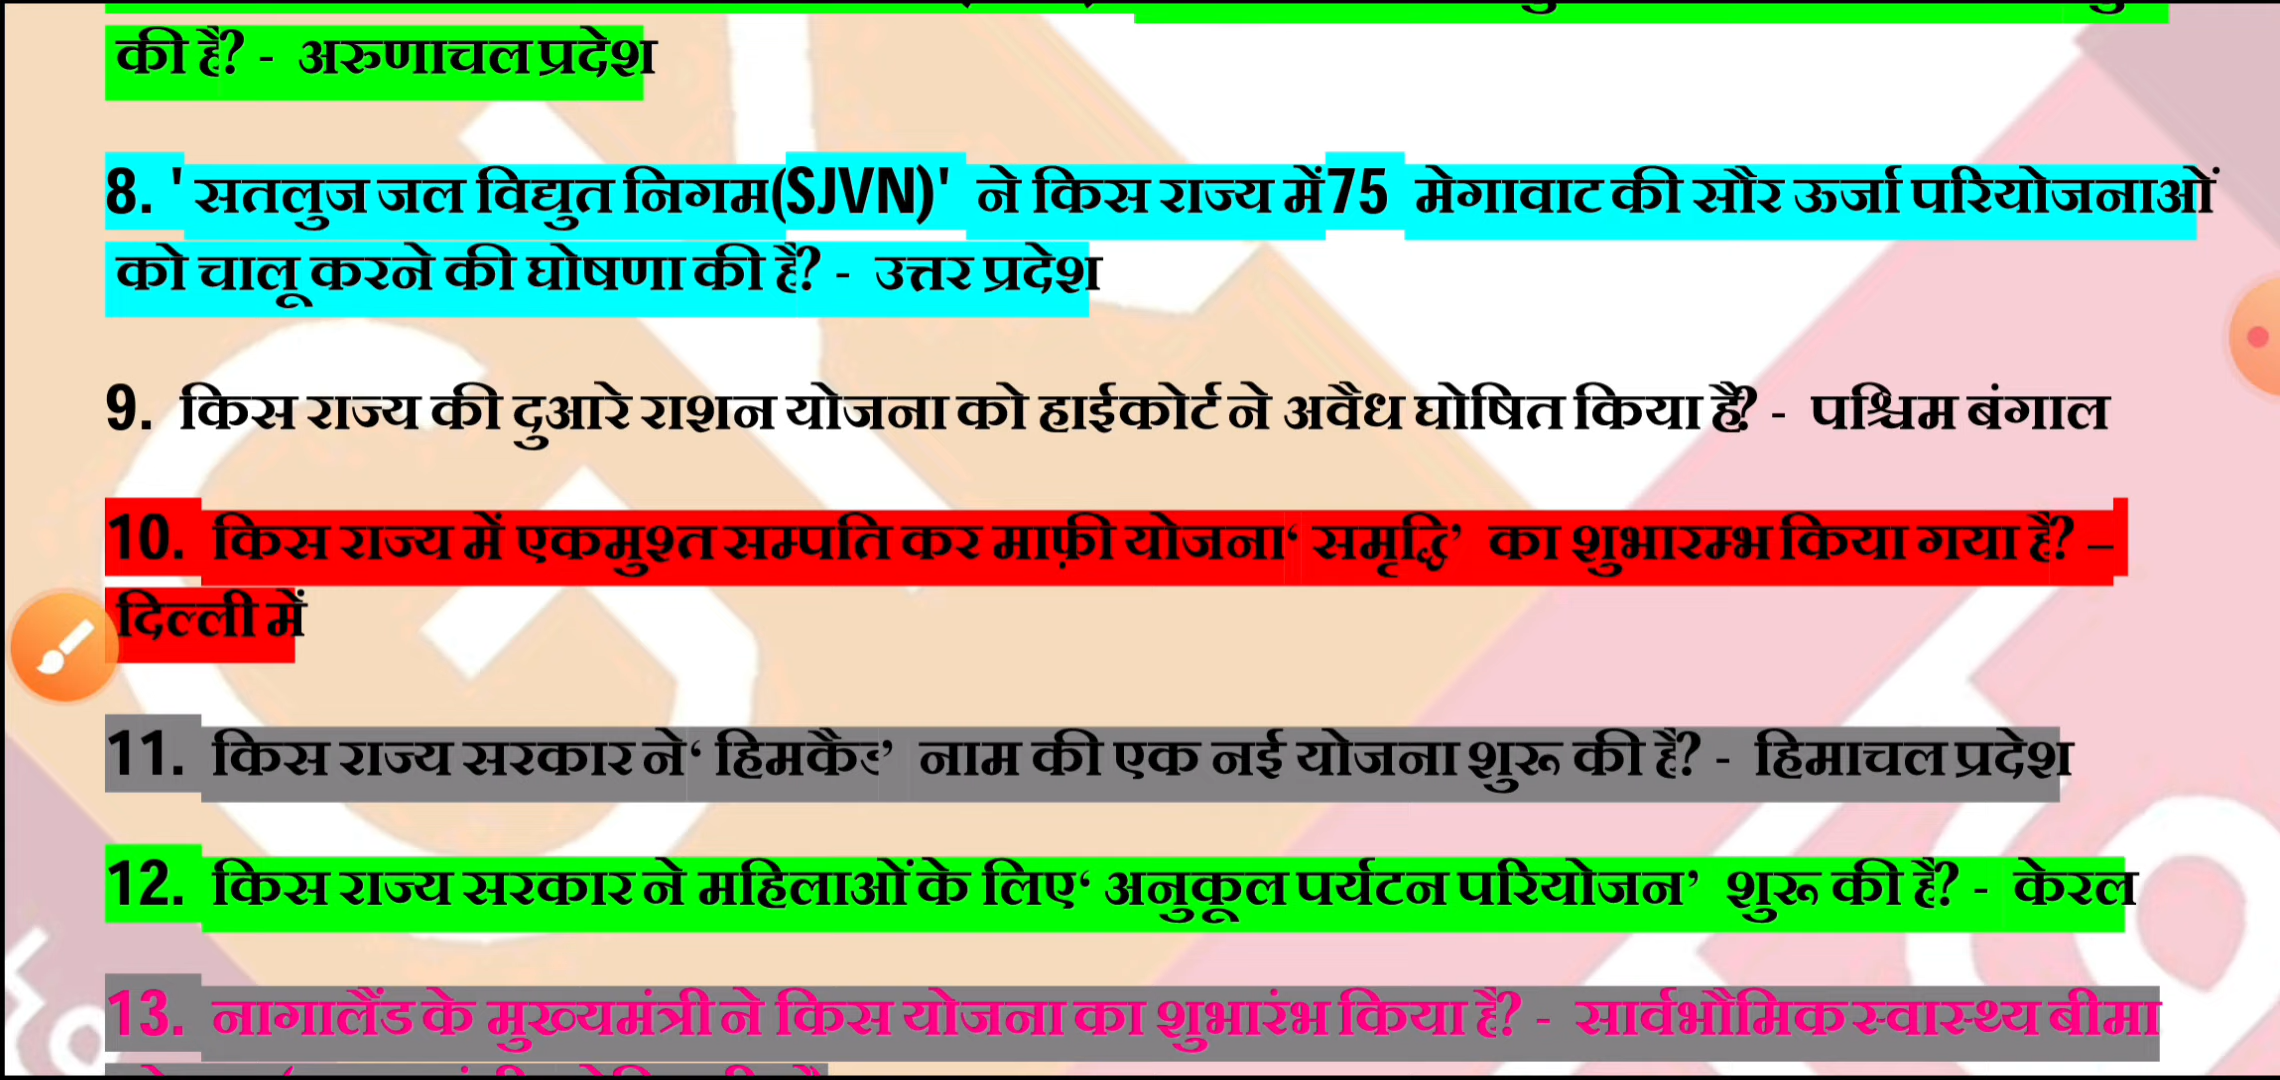 की है? - अरुणाचल प्रदेश
8. 'सतलुज जल विद्युत निगम(SJVN)' ने किस राज्य में75 मेगावाट की सौर ऊर्जा परियोजनाओं
को चालू करने की घोषणा की है? - उत्तर प्रदेश
9. किस राज्य की दुआरे राशन योजना को हाईकोर्ट ने अवैध घोषित किया है? - पश्चिम बंगाल
10. किस राज्य में एकमुश्त सम्पति कर माफ़ी योजना‘ समृद्धि’ का शुभारम्भ किया गया है? –
दिल्ली में
11. किस राज्य सरकार ने‘ हिमकैड’ नाम की एक नई योजना शुरू की है? - हिमाचल प्रदेश
12. किस राज्य सरकार ने महिलाओं के लिए‘ अनुकूल पर्यटन परियोजन’ शुरू की है? - केरल
13. नागालैंड के मुख्यमंत्री ने किस योजना का शुभारंभ किया है? - सार्वभौमिक स्वास्थ्य बीमा